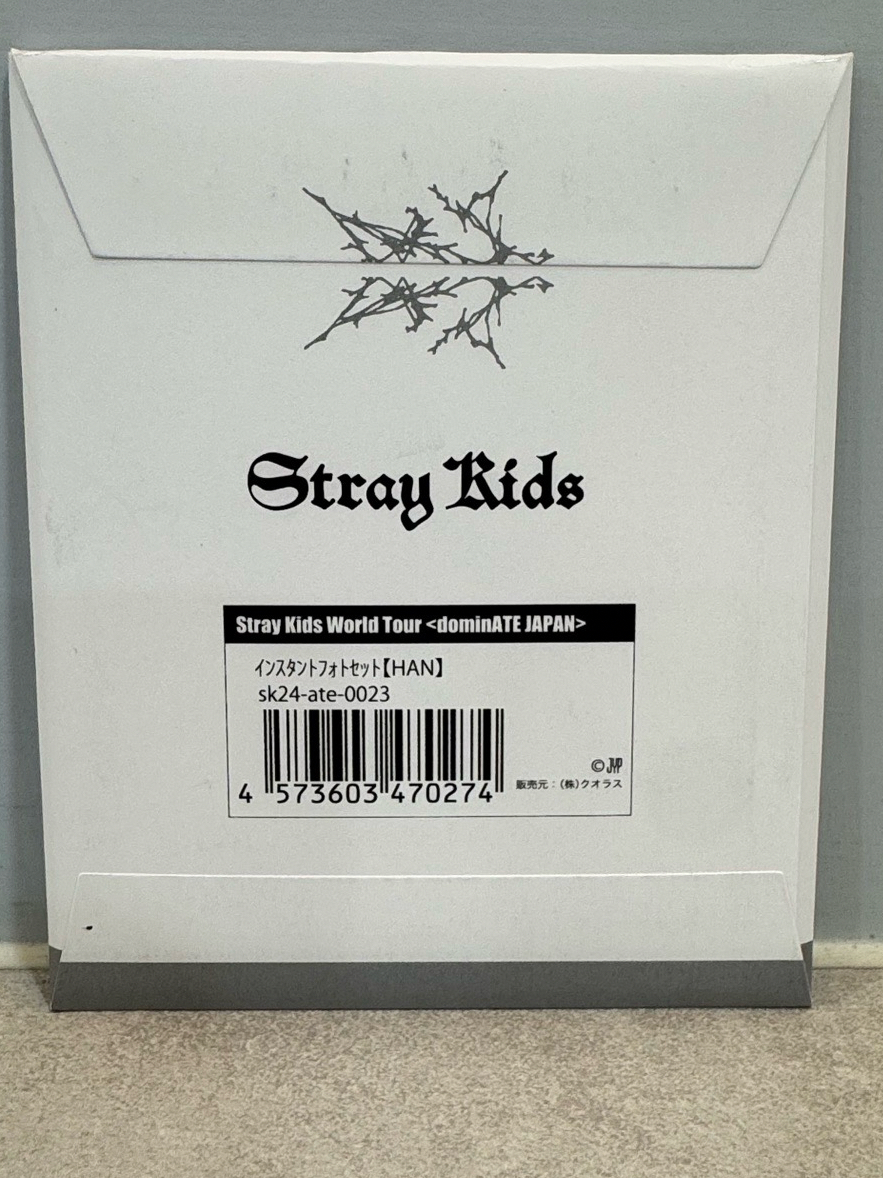 Stray Kids
Stray Kids World Tour <dominATE JAPAN>
インスタントフォトセット【HAN】
sk24-ate-0023
4 573603 470274
©JYP
販売元：(株)クオラス